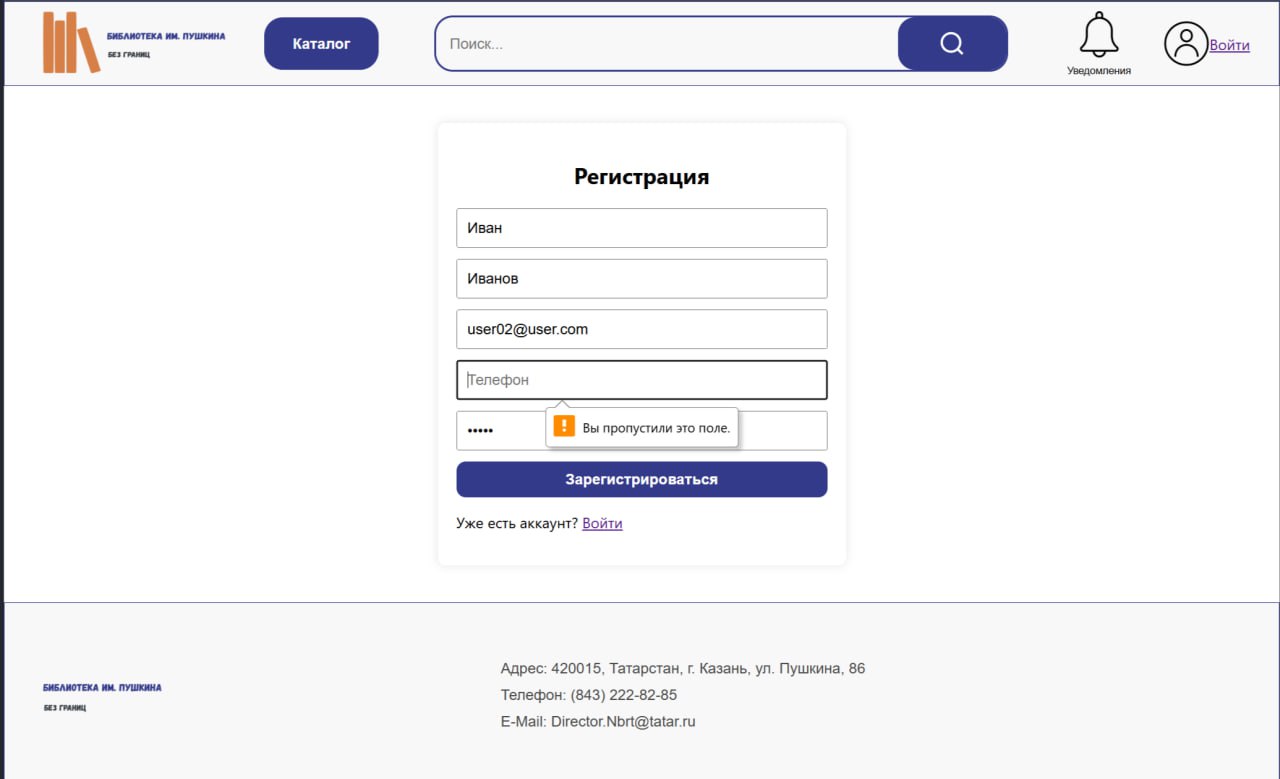 БИБЛИОТЕКА ИМ. ПУШКИНА
БЕЗ ГРАНИЦ
Каталог
Поиск...
Уведомления
Войти
Регистрация
Иван
Иванов
user02@user.com
Телефон
•••••
Вы пропустили это поле.
Зарегистрироваться
Уже есть аккаунт? Войти
БИБЛИОТЕКА ИМ. ПУШКИНА
БЕЗ ГРАНИЦ
Адрес: 420015, Татарстан, г. Казань, ул. Пушкина, 86
Телефон: (843) 222-82-85
E-Mail: Director.Nbrt@tatar.ru